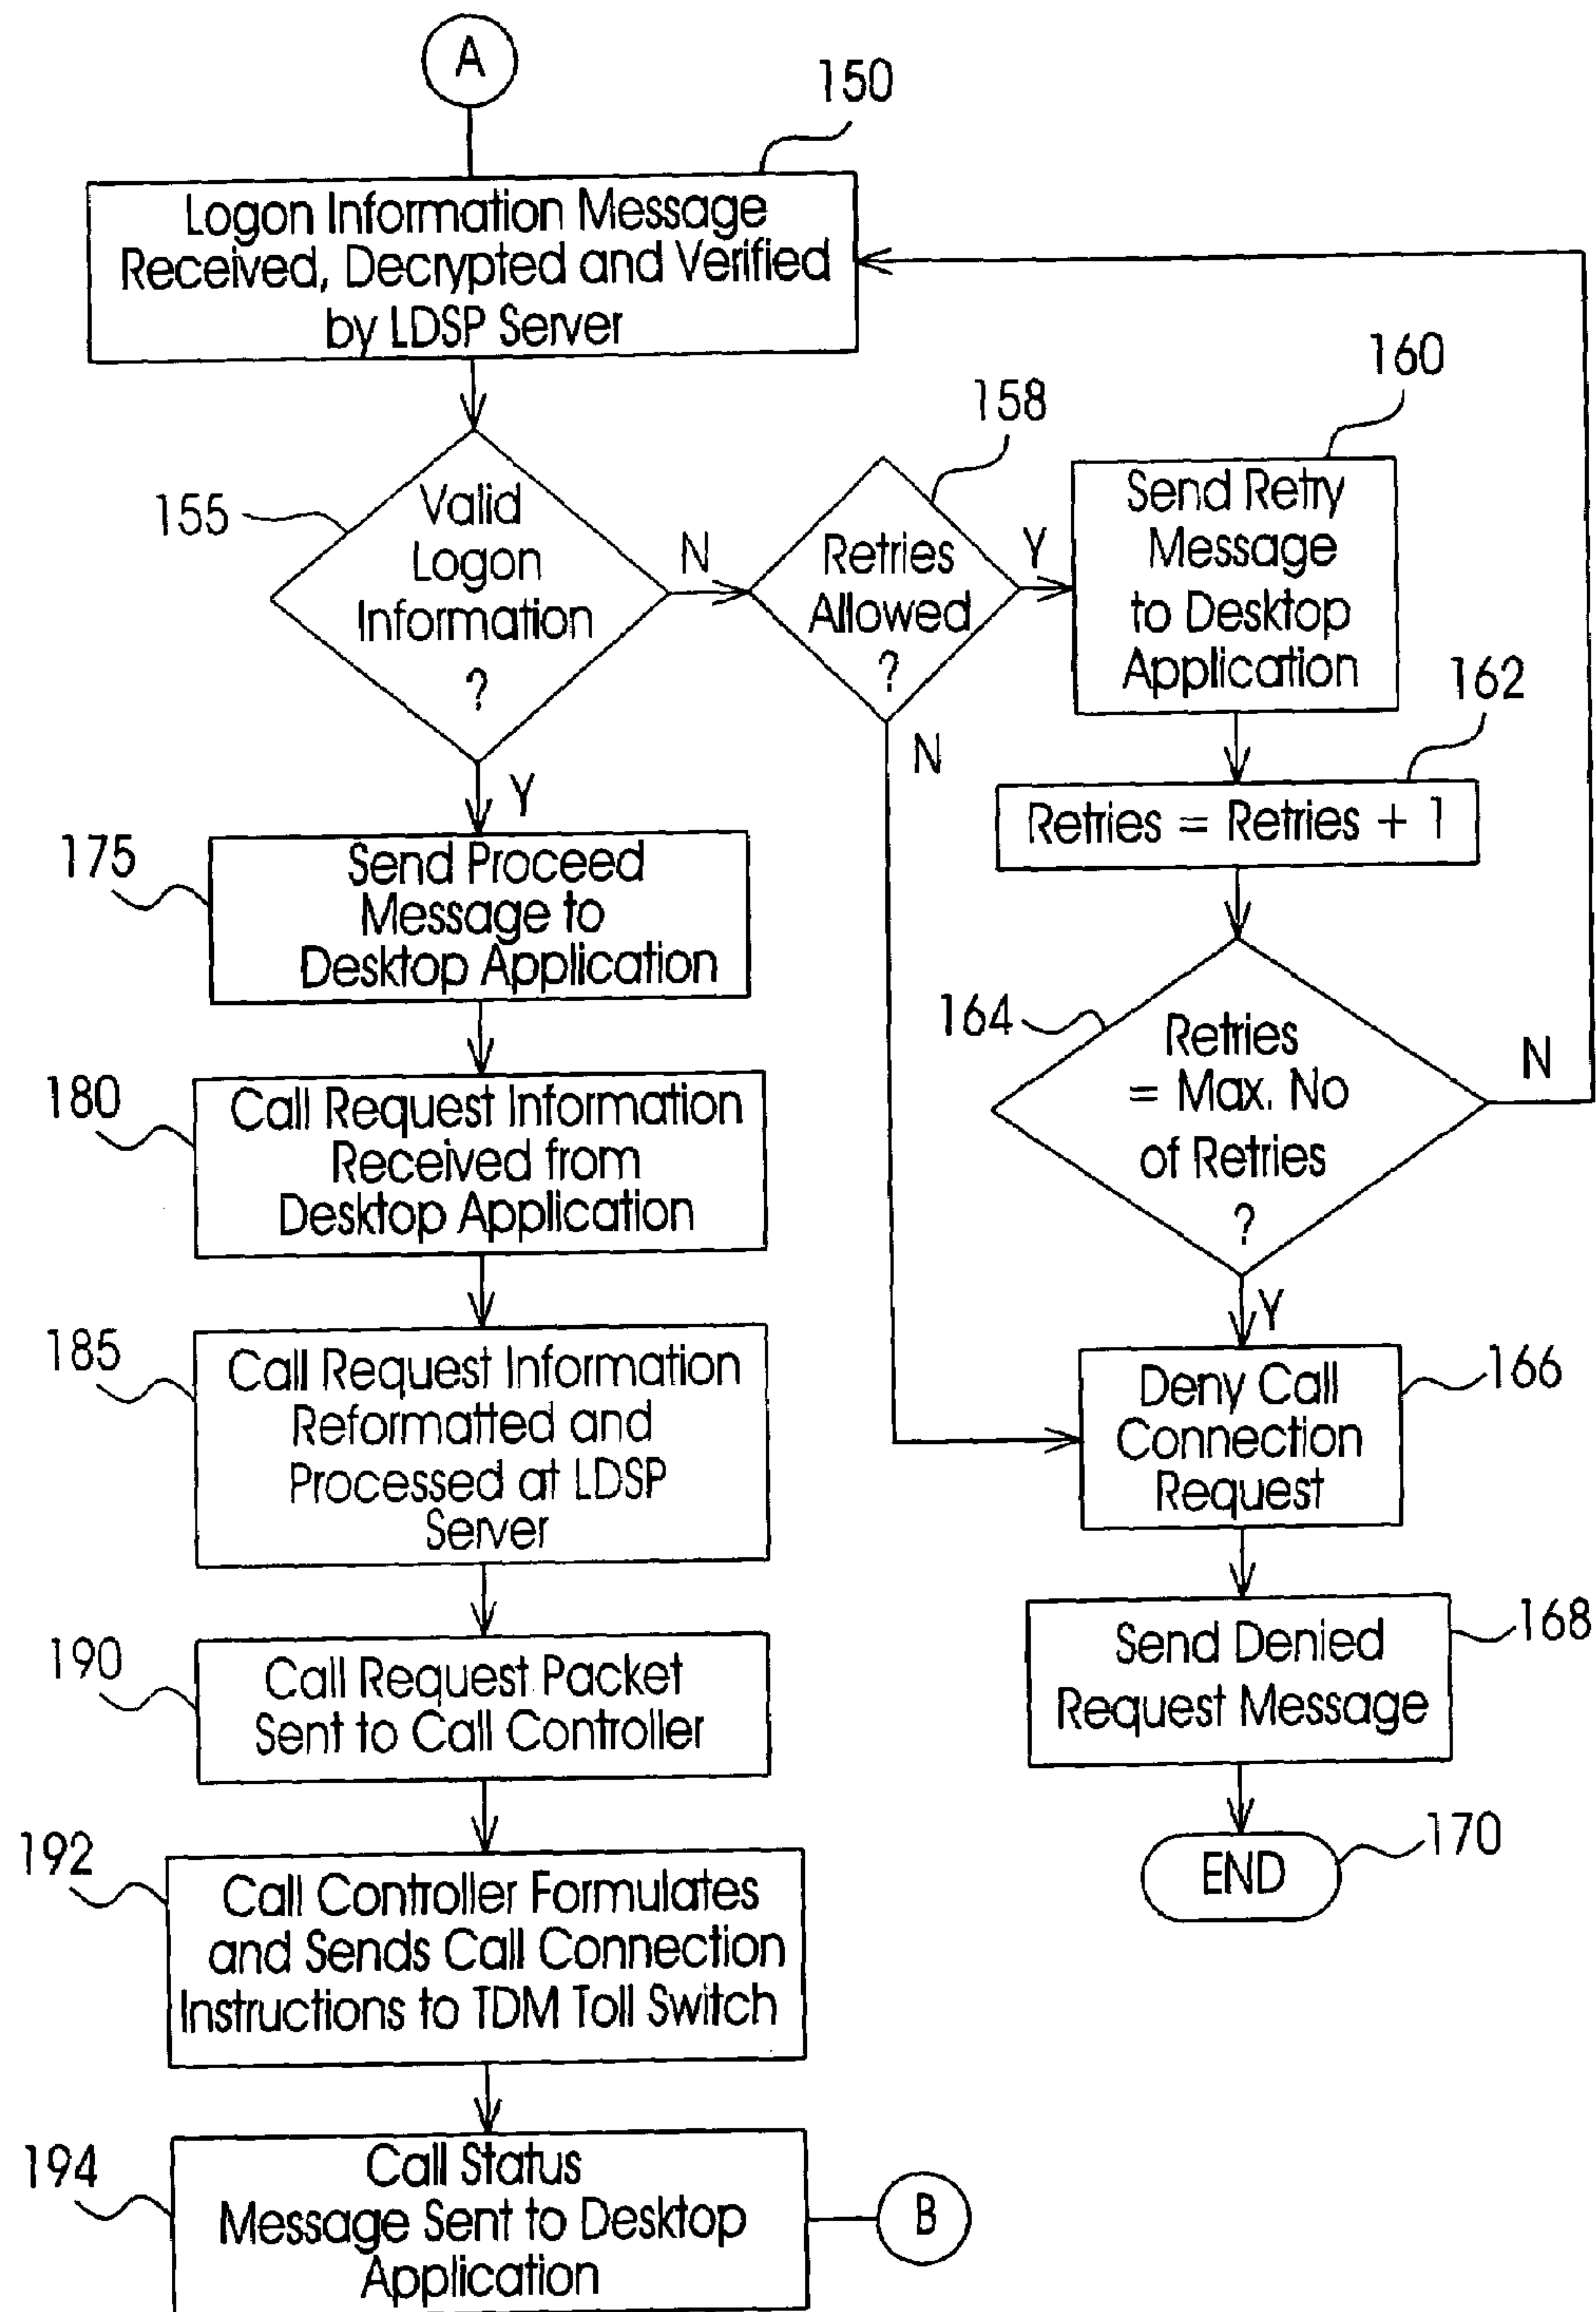 A
150
Logon Information Message
Received, Decrypted and Verified
by LDSP Server
160
158
155
Valid
Logon
Information
?
N
Retries
Allowed
?
Y
Send Retry
Message
to Desktop
Application
162
N
Y
Retries = Retries + 1
175
Send Proceed
Message to
Desktop Application
164
Retries
= Max. No
of Retries
?
N
180
Call Request Information
Received from
Desktop Application
Y
185
Call Request Information
Reformatted and
Processed at LDSP
Server
Deny Call
Connection
Request
166
190
Call Request Packet
Sent to Call Controller
Send Denied
Request Message
168
192
Call Controller Formulates
and Sends Call Connection
Instructions to TDM Toll Switch
END
170
194
Call Status
Message Sent to Desktop
Application
B